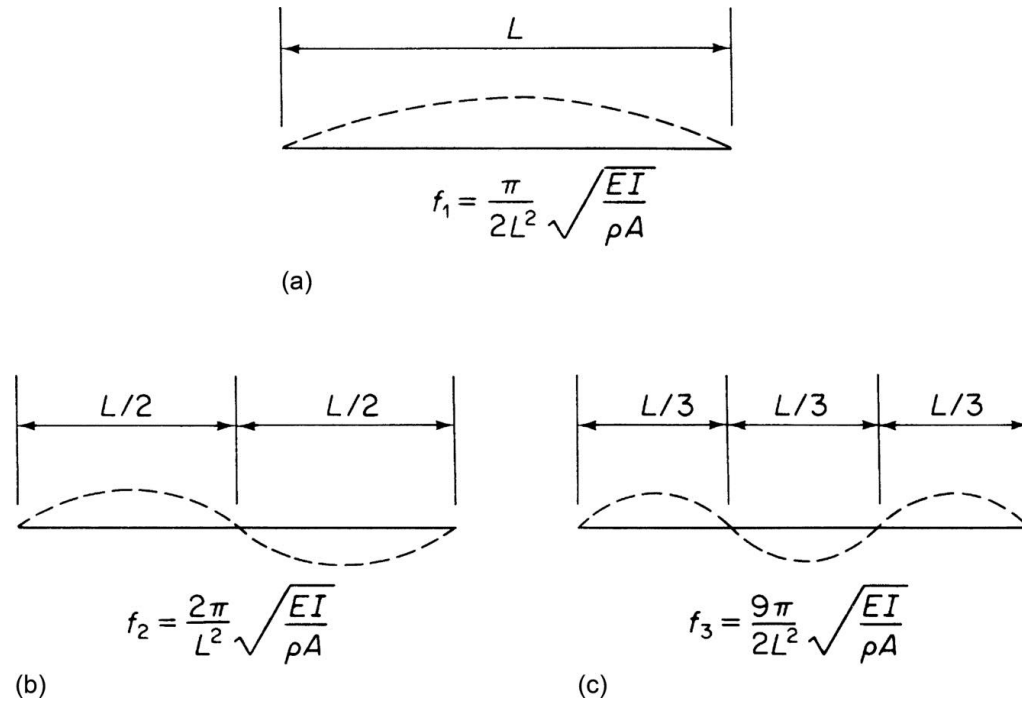 L
f₁ = π/2L² √EI/ρA
(a)
L/2 L/2
f₂ = 2π/L² √EI/ρA
(b)
L/3 L/3 L/3
f₃ = 9π/2L² √EI/ρA
(c)